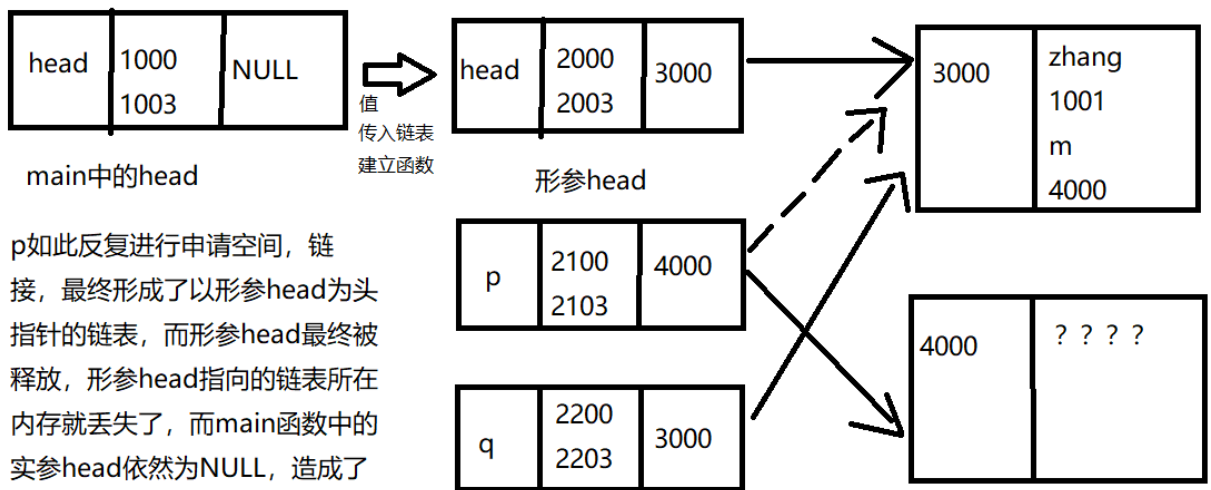 head
1000
1003
NULL
值
传入链表
建立函数
main中的head
head
2000
2003
3000
形参head
3000
zhang
1001
m
4000
p
2100
2103
4000
4000
？？？？
q
2200
2203
3000
p如此反复进行申请空间，链
接，最终形成了以形参head为头
指针的链表，而形参head最终被
释放，形参head指向的链表所在
内存就丢失了，而main函数中的
实参head依然为NULL，造成了